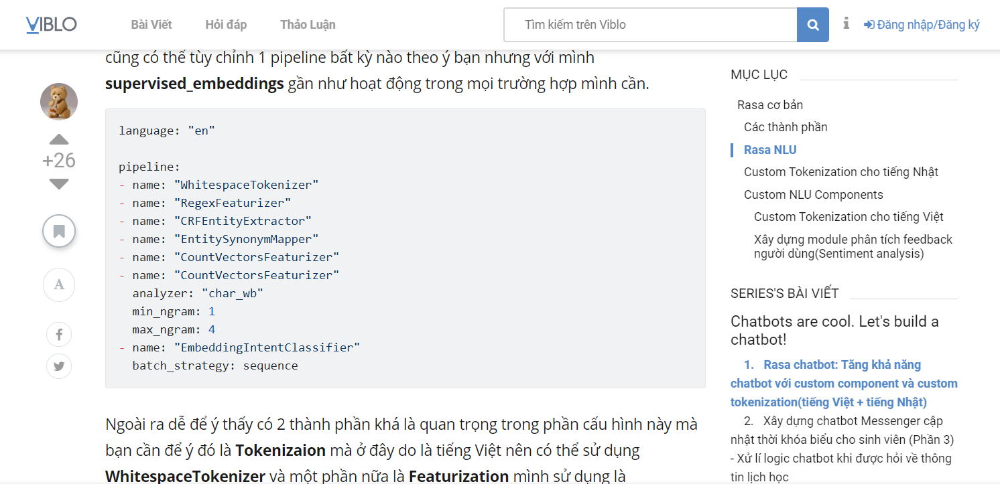 VIBLO
Bài Viết
Hỏi đáp
Thảo Luận
Tìm kiếm trên Viblo
Đăng nhập/Đăng ký
cũng có thể tùy chỉnh 1 pipeline bất kỳ nào theo ý bạn nhưng với mình
supervised_embeddings gần như hoạt động trong mọi trường hợp mình cần.
+26
A
language: "en"
pipeline:
- name: "WhitespaceTokenizer"
- name: "RegexFeaturizer"
- name: "CRFEntityExtractor"
- name: "EntitySynonymMapper"
- name: "CountVectorsFeaturizer"
- name: "CountVectorsFeaturizer"
analyzer: "char_wb"
min_ngram: 1
max_ngram: 4
- name: "EmbeddingIntentClassifier"
batch_strategy: sequence
Ngoài ra dễ để ý thấy có 2 thành phần khá là quan trọng trong phần cấu hình này mà
bạn cần để ý đó là Tokenizaion mà ở đây do là tiếng Việt nên có thể sử dụng
WhitespaceTokenizer và một phần nữa là Featurization mình sử dụng là
MỤC LỤC
Rasa cơ bản
Các thành phần
Rasa NLU
Custom Tokenization cho tiếng Nhật
Custom NLU Components
Custom Tokenization cho tiếng Việt
Xây dựng module phân tích feedback
người dùng(Sentiment analysis)
SERIES'S BÀI VIẾT
Chatbots are cool. Let's build a
chatbot!
1. Rasa chatbot: Tăng khả năng
chatbot với custom component và custom
tokenization(tiếng Việt + tiếng Nhật)
2. Xây dựng chatbot Messenger cập
nhật thời khóa biểu cho sinh viên (Phần 3)
- Xử lí logic chatbot khi được hỏi về thông
tin lịch học